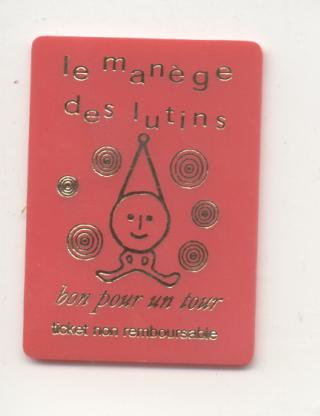 le manège
des lutins
bon pour un tour
ticket non remboursable